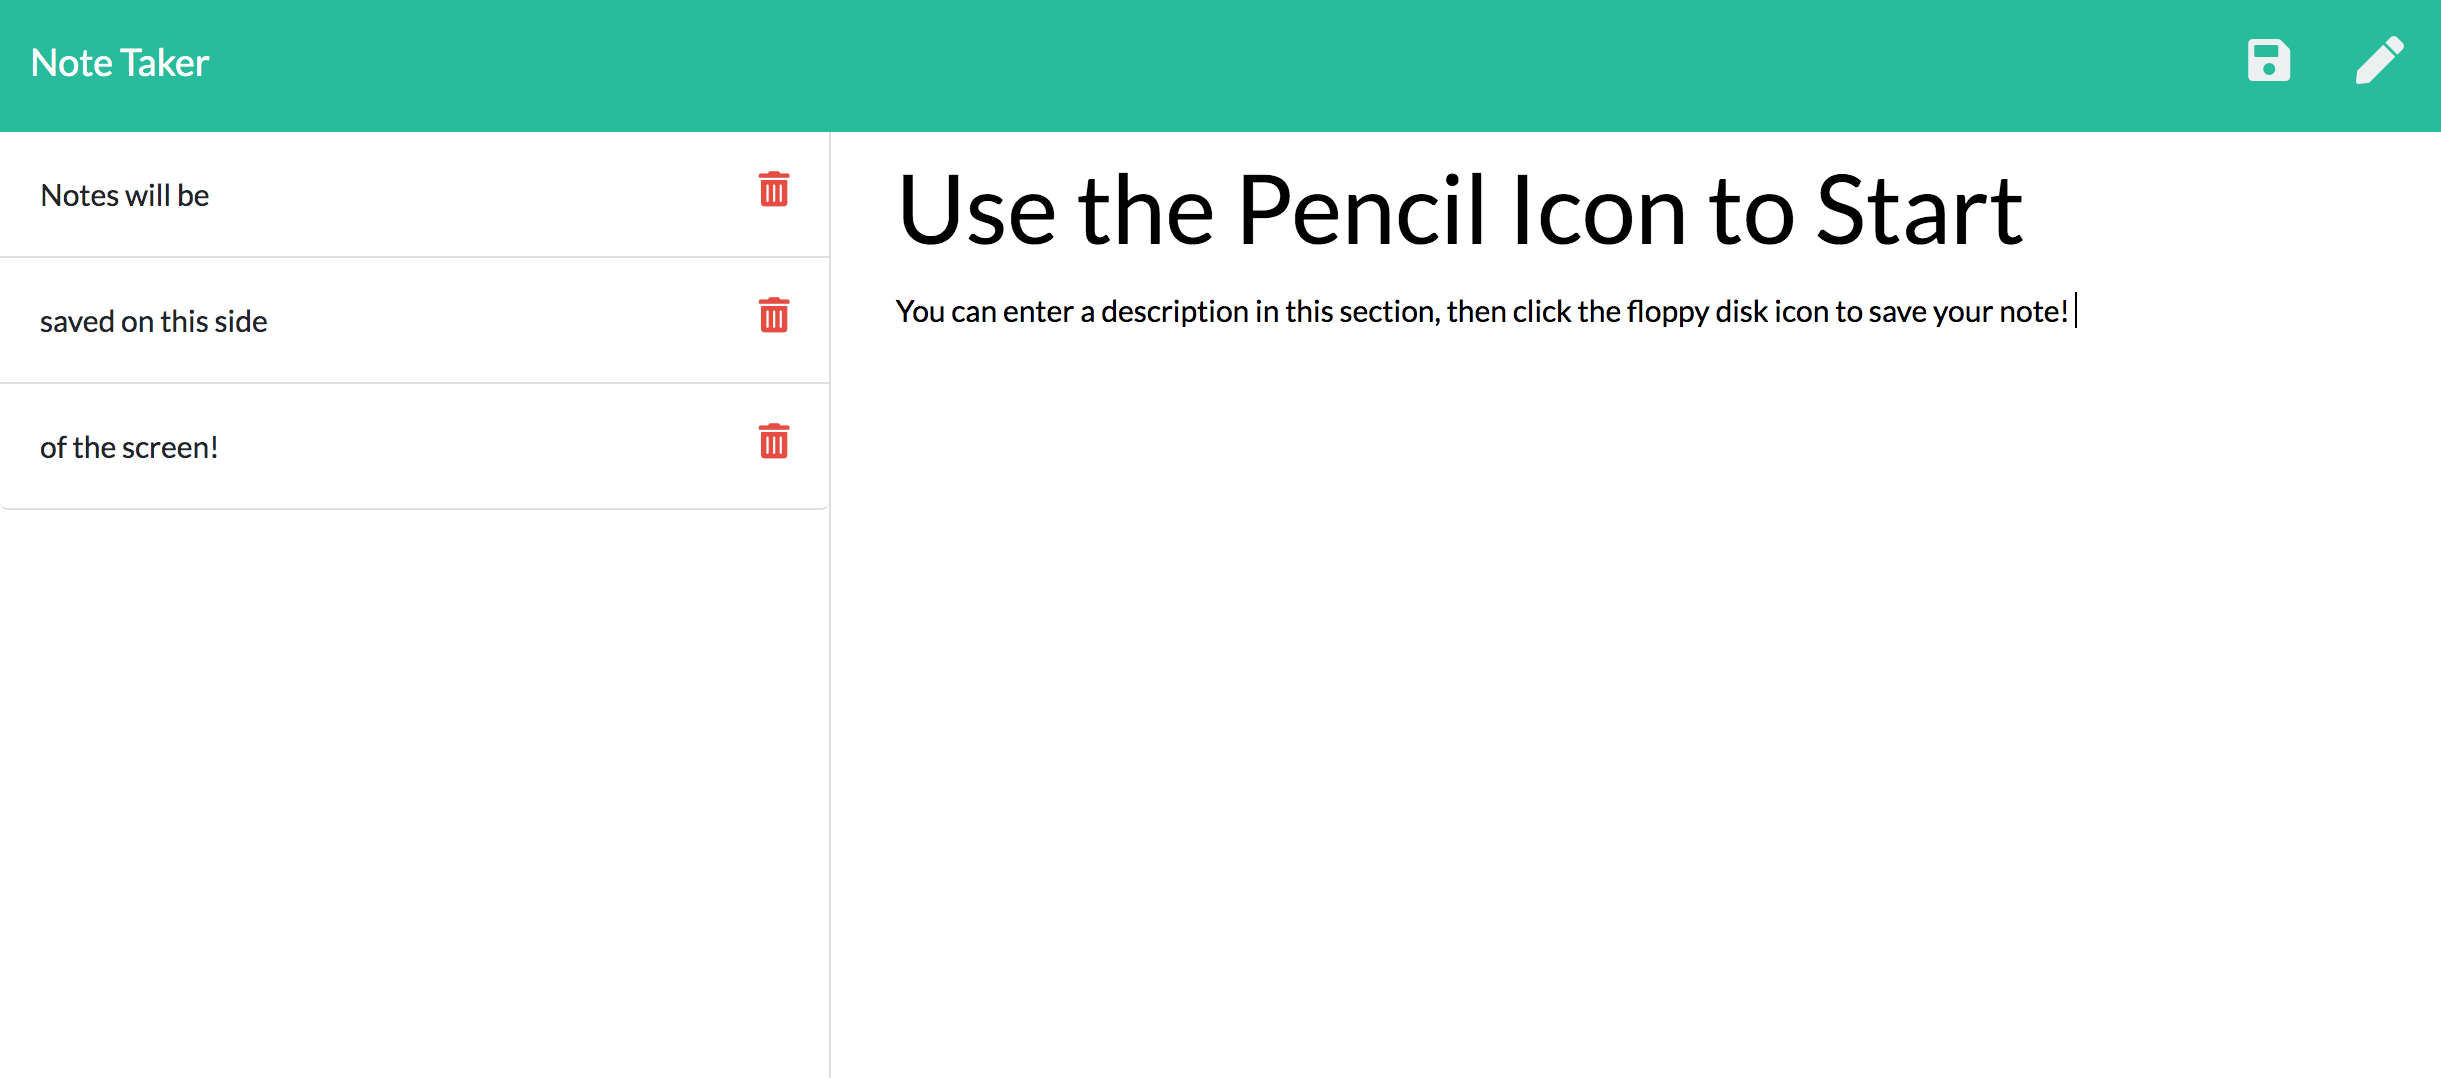 Note Taker
Notes will be
saved on this side
of the screen!
Use the Pencil Icon to Start
You can enter a description in this section, then click the floppy disk icon to save your note!